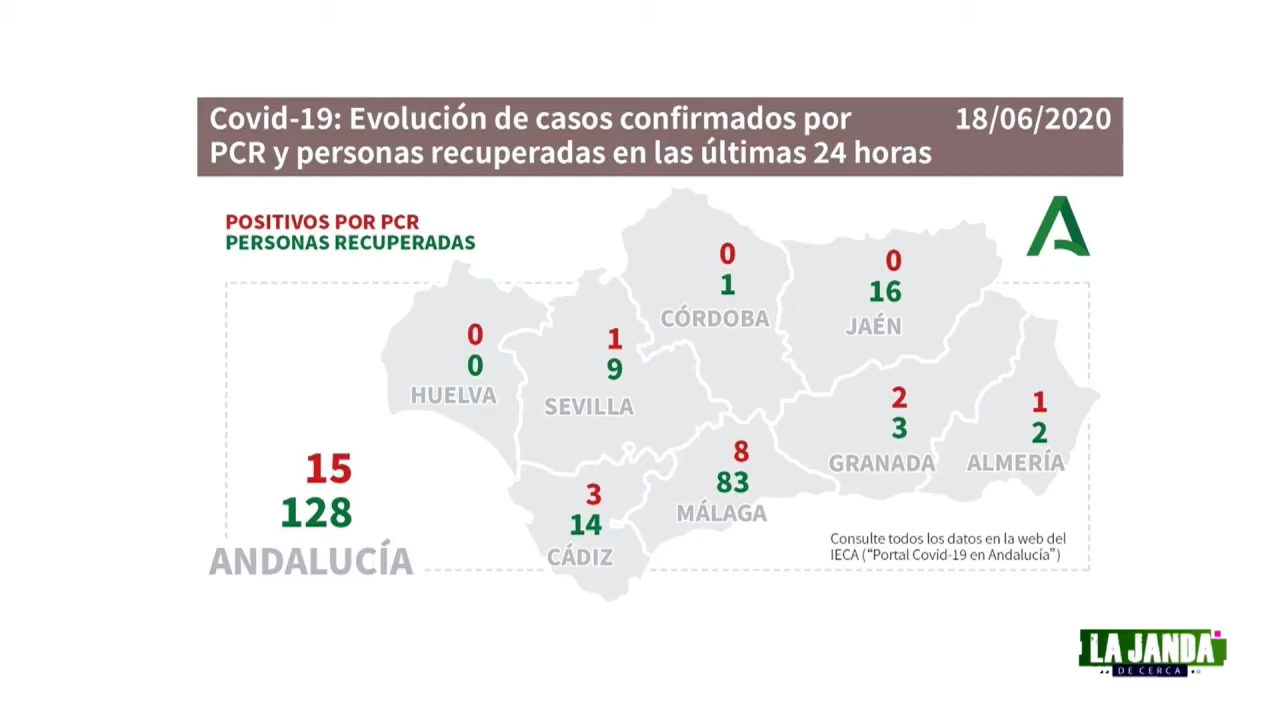 Covid-19: Evolución de casos confirmados por
PCR y personas recuperadas en las últimas 24 horas
18/06/2020
POSITIVOS POR PCR
PERSONAS RECUPERADAS
0
1
CÓRDOBA
0
16
JAÉN
0
0
HUELVA
1
9
SEVILLA
2
3
GRANADA
1
2
ALMERÍA
15
128
ANDALUCÍA
3
14
CÁDIZ
8
83
MÁLAGA
Consulte todos los datos en la web del
IECA (“Portal Covid-19 en Andalucía”)
LA JANDA
DE CERCA